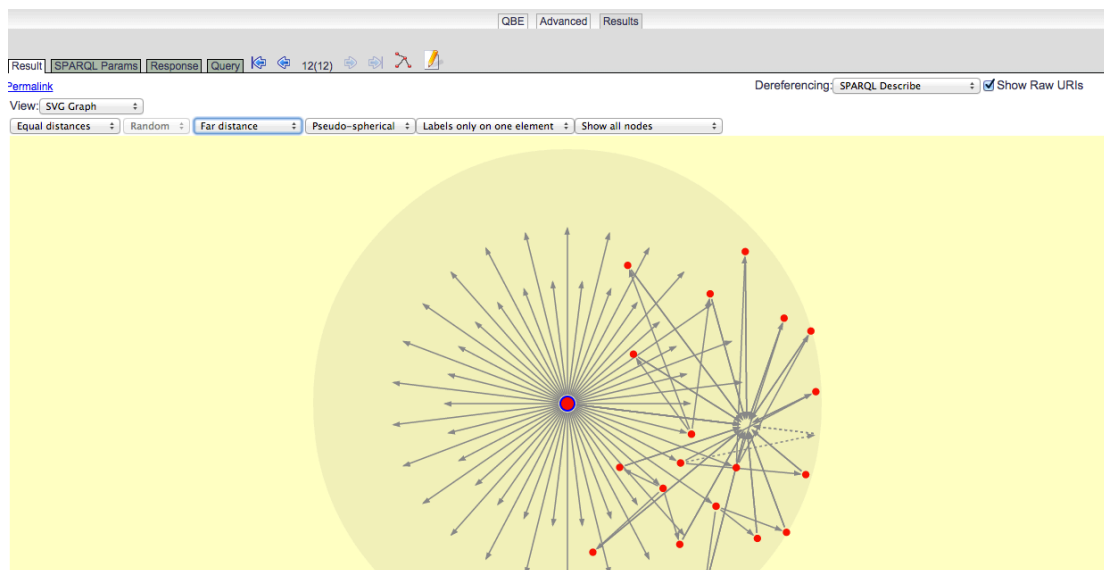 QBE Advanced Results
Result SPARQL Params Response Query 12(12)
Permalink Dereferencing: SPARQL Describe Show Raw URIs
View: SVG Graph
Equal distances Random Far distance Pseudo-spherical Labels only on one element Show all nodes